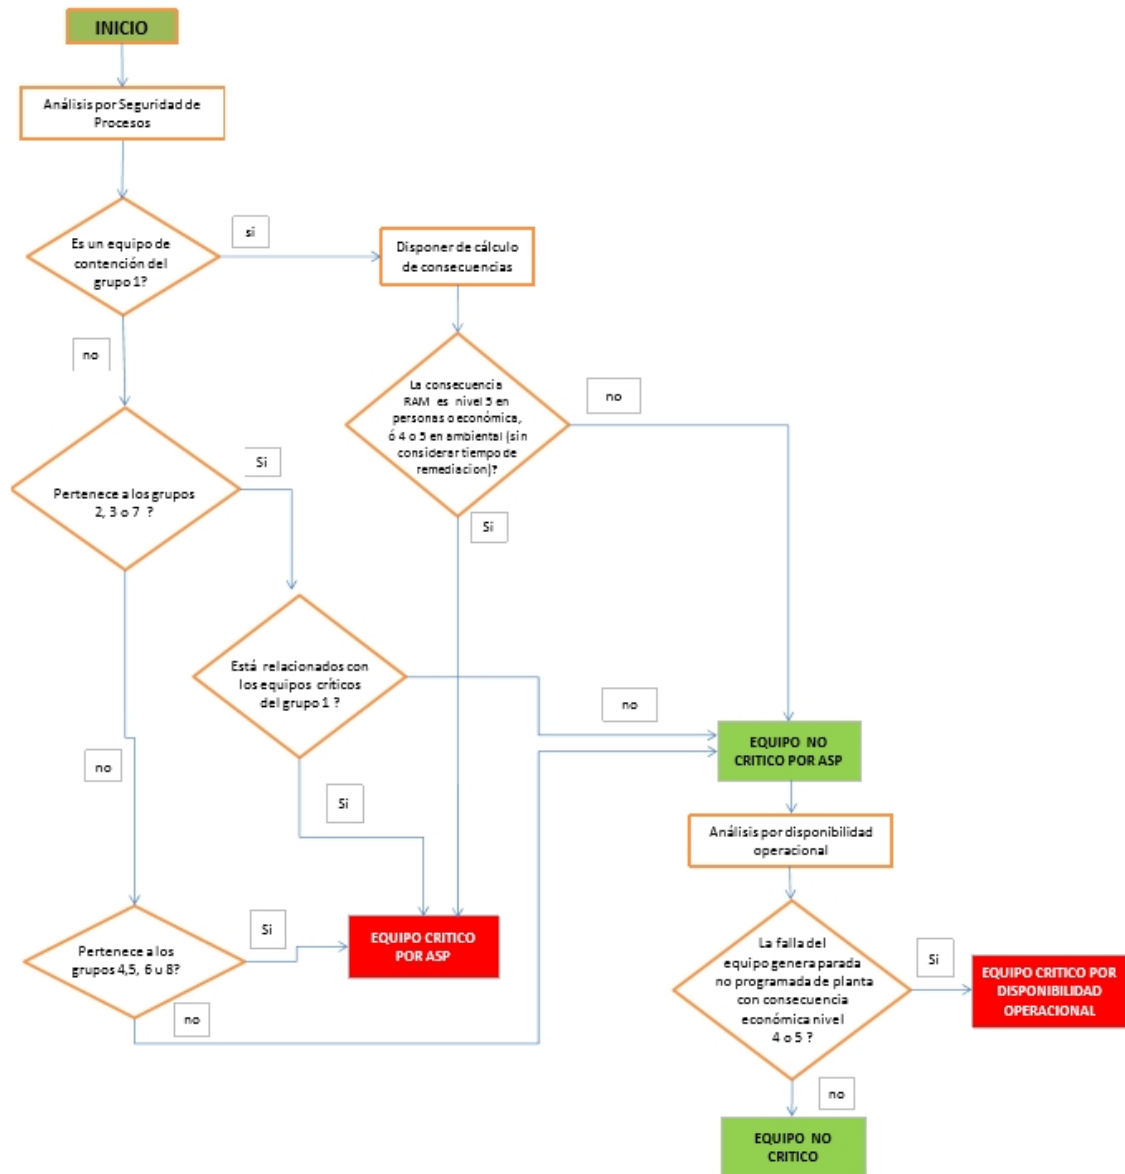 INICIO
Análisis por Seguridad de
Procesos
Es un equipo de
contención del
grupo 1?
si
Disponer de cálculo
de consecuencias
no
La consecuencia
RAM es nivel 5 en
personas o económica,
ó 4 o 5 en ambiental (sin
considerar tiempo de
remediacion)?
no
Si
Pertenece a los grupos
2, 3 o 7 ?
Si
Está relacionados con
los equipos críticos
del grupo 1 ?
no
EQUIPO NO
CRITICO POR ASP
no
Si
Análisis por disponibilidad
operacional
Pertenece a los
grupos 4,5, 6 u 8?
Si
EQUIPO CRITICO
POR ASP
no
La falla del
equipo genera parada
no programada de planta
con consecuencia
económica nivel
4 o 5 ?
Si
EQUIPO CRITICO POR
DISPONIBILIDAD
OPERACIONAL
no
EQUIPO NO
CRITICO